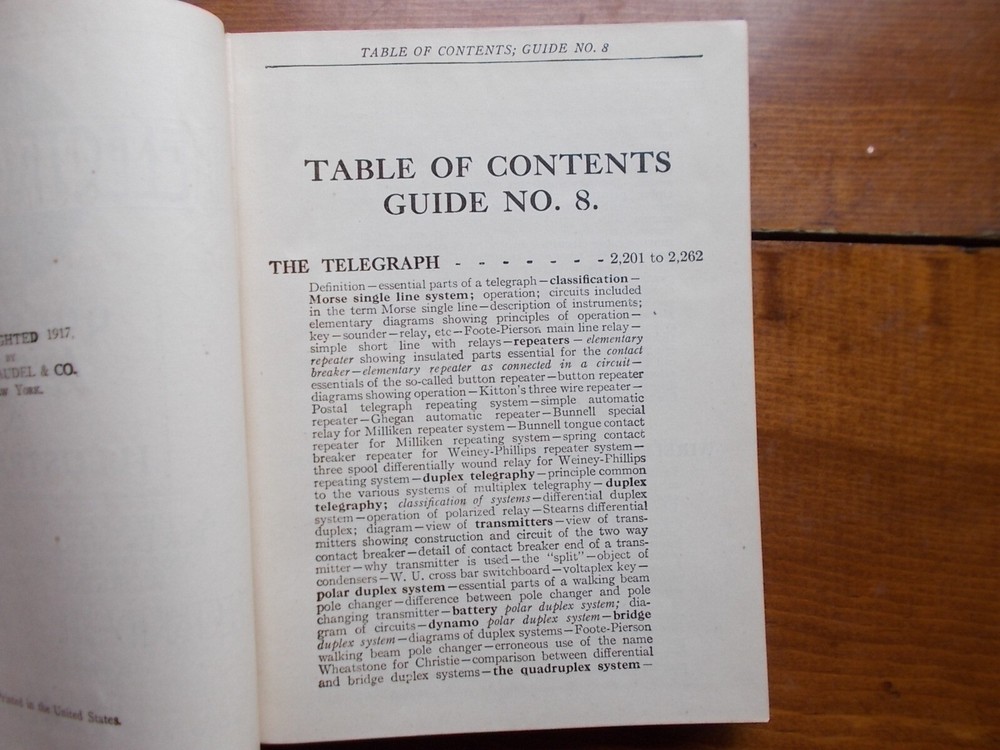 GHTED 1917,
BY
AUDEL & CO.
EW YORK.
Printed in the United States.
TABLE OF CONTENTS; GUIDE NO. 8
TABLE OF CONTENTS
GUIDE NO. 8.
THE TELEGRAPH - - - - - - - 2,201 to 2,262
Definition—essential parts of a telegraph—classification—
Morse single line system; operation; circuits included
in the term Morse single line—description of instruments;
elementary diagrams showing principles of operation—
key—sounder—relay, etc—Foote-Pierson main line relay—
simple short line with relays—repeaters—elementary
repeater showing insulated parts essential for the contact
breaker—elementary repeater as connected in a circuit—
essentials of the so-called button repeater—button repeater
diagrams showing operation—Kitton's three wire repeater—
Postal telegraph repeating system—simple automatic
repeater—Ghegan automatic repeater—Bunnell special
relay for Milliken repeater system—Bunnell tongue contact
repeater for Milliken repeating system—spring contact
breaker repeater for Weiney-Phillips repeater system—
three spool differentially wound relay for Weiney-Phillips
repeating system—duplex telegraphy—principle common
to the various systems of multiplex telegraphy—duplex
telegraphy; classification of systems—differential duplex
system—operation of polarized relay—Stearns differential
duplex; diagram—view of transmitters—view of trans-
mitters showing construction and circuit of the two way
contact breaker—detail of contact breaker end of a trans-
mitter—why transmitter is used—the "split"—object of
condensers—W. U. cross bar switchboard—voltaplex key—
polar duplex system—essential parts of a walking beam
pole changer—difference between pole changer and pole
changing transmitter—battery polar duplex system; dia-
gram of circuits—dynamo polar duplex system—bridge
duplex system—diagrams of duplex systems—Foote-Pierson
walking beam pole changer—erroneous use of the name
Wheatstone for Christie—comparison between differential
and bridge duplex systems—the quadruplex system—